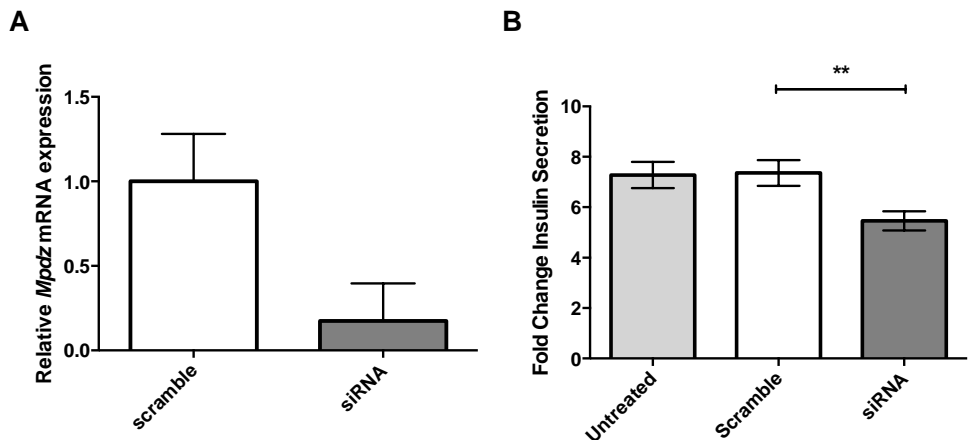 A
Relative Mpdz mRNA expression
1.5
1.0
0.5
0.0
scramble
siRNA
B
**
Fold Change Insulin Secretion
10
8
6
4
2
0
Untreated
Scramble
siRNA